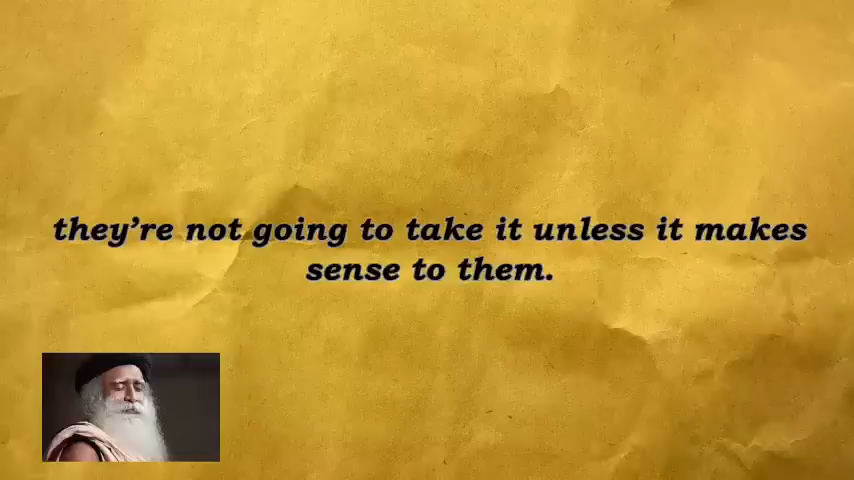 they’re not going to take it unless it makes
sense to them.